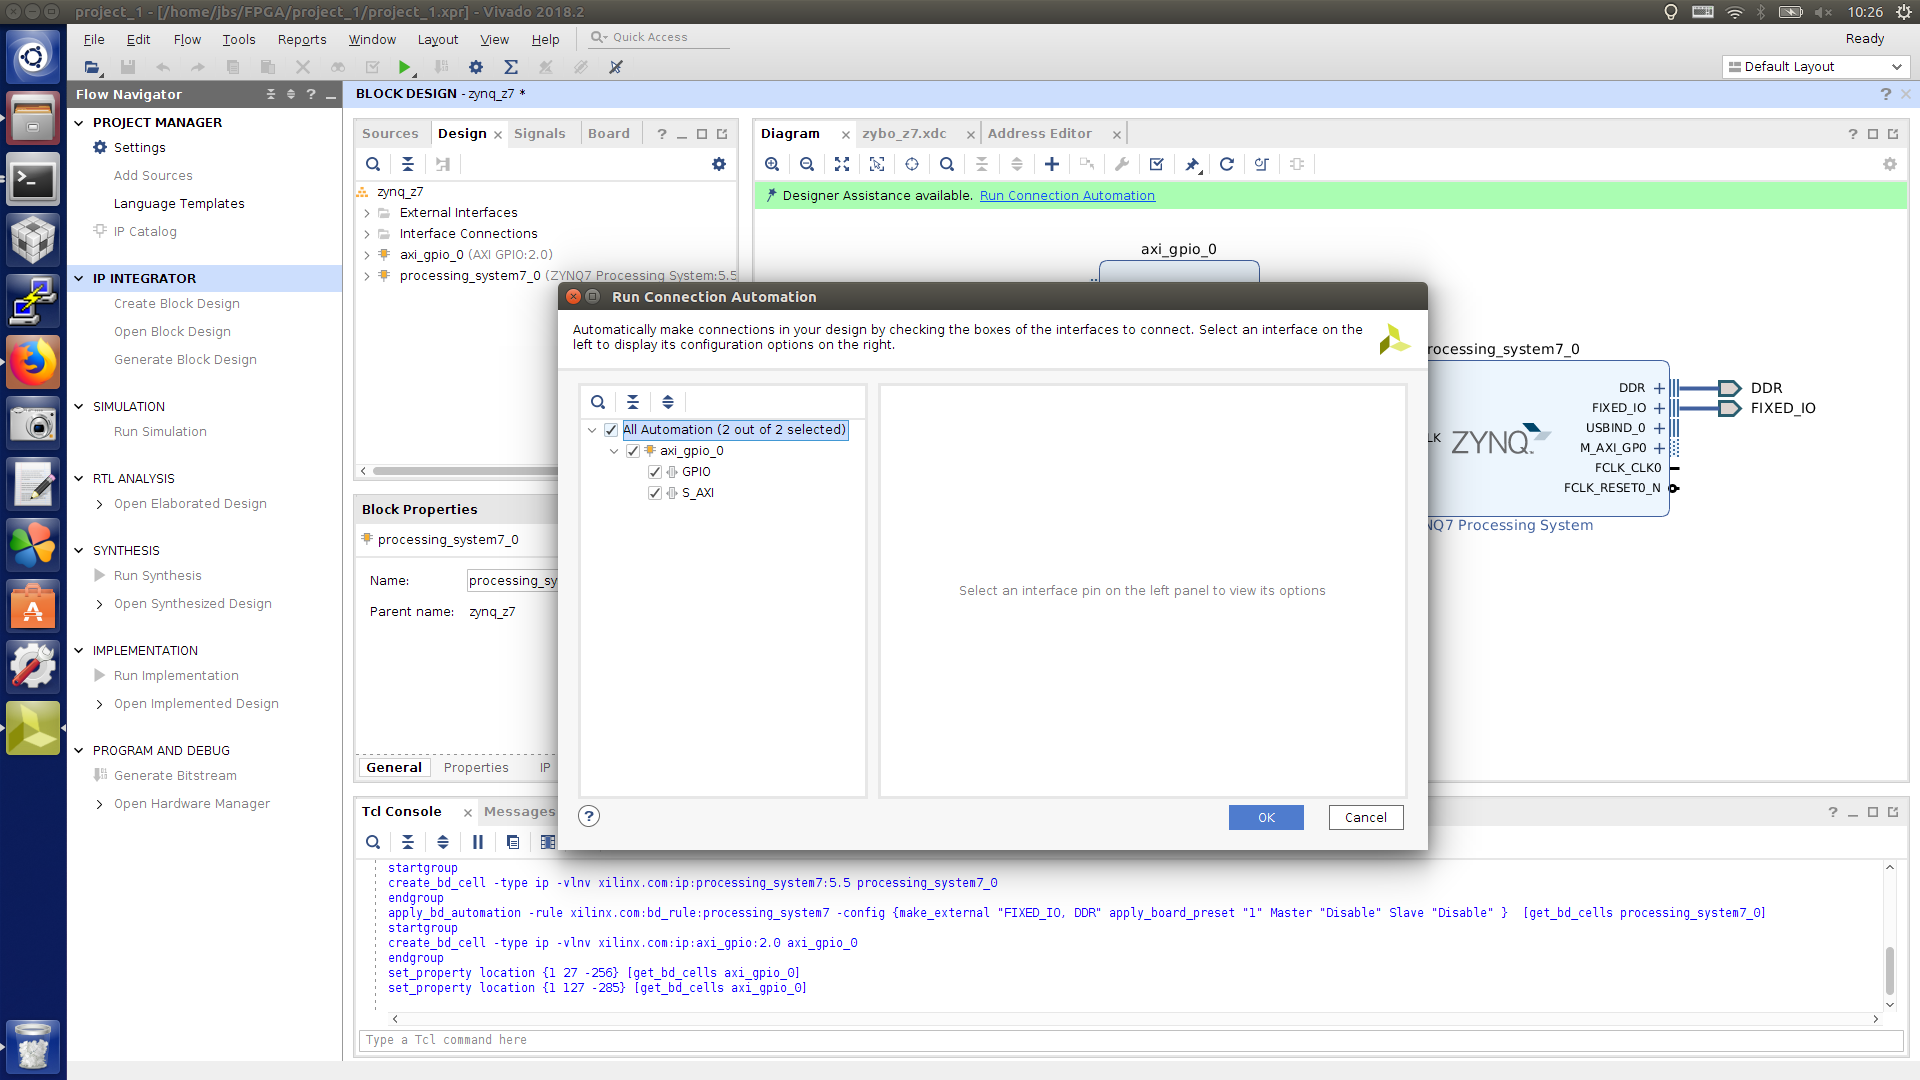 project_1 - [/home/jbs/FPGA/project_1/project_1.xpr] - Vivado 2018.2
10:26
File Edit Flow Tools Reports Window Layout View Help Quick Access
Ready
Default Layout
Flow Navigator
PROJECT MANAGER
Settings
Add Sources
Language Templates
IP Catalog
IP INTEGRATOR
Create Block Design
Open Block Design
Generate Block Design
SIMULATION
Run Simulation
RTL ANALYSIS
Open Elaborated Design
SYNTHESIS
Run Synthesis
Open Synthesized Design
IMPLEMENTATION
Run Implementation
Open Implemented Design
PROGRAM AND DEBUG
Generate Bitstream
Open Hardware Manager
BLOCK DESIGN - zynq_z7 *
Sources Design Signals Board
zynq_z7
External Interfaces
Interface Connections
axi_gpio_0 (AXI GPIO:2.0)
processing_system7_0 (ZYNQ7 Processing System:5.5
Block Properties
processing_system7_0
Name: processing_sy
Parent name: zynq_z7
General Properties IP
Diagram zybo_z7.xdc Address Editor
Designer Assistance available. Run Connection Automation
axi_gpio_0
rocessing_system7_0
DDR
FIXED_IO
USBIND_0
M_AXI_GP0
FCLK_CLK0
FCLK_RESET0_N
LK
ZYNQ
DDR
FIXED_IO
NQ7 Processing System
Run Connection Automation
Automatically make connections in your design by checking the boxes of the interfaces to connect. Select an interface on the
left to display its configuration options on the right.
All Automation (2 out of 2 selected)
axi_gpio_0
GPIO
S_AXI
Select an interface pin on the left panel to view its options
OK Cancel
Tcl Console Messages
startgroup
create_bd_cell -type ip -vlnv xilinx.com:ip:processing_system7:5.5 processing_system7_0
endgroup
apply_bd_automation -rule xilinx.com:bd_rule:processing_system7 -config {make_external "FIXED_IO, DDR" apply_board_preset "1" Master "Disable" Slave "Disable" }  [get_bd_cells processing_system7_0]
startgroup
create_bd_cell -type ip -vlnv xilinx.com:ip:axi_gpio:2.0 axi_gpio_0
endgroup
set_property location {1 27 -256} [get_bd_cells axi_gpio_0]
set_property location {1 127 -285} [get_bd_cells axi_gpio_0]
Type a Tcl command here